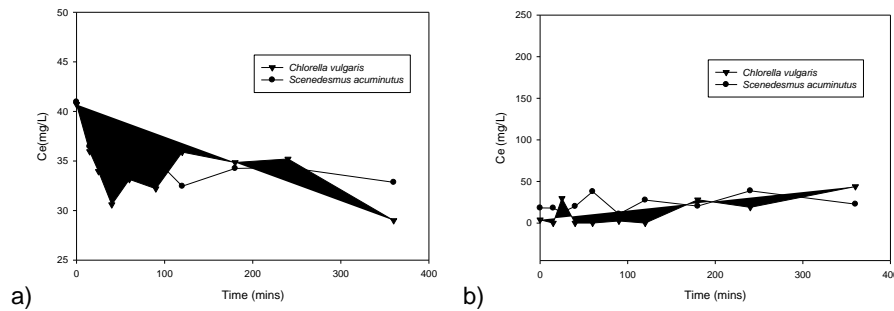 50
45
40
35
30
25
Ce(mg/L)
Chlorella vulgaris
Scenedesmus acuminutus
0 100 200 300 400
Time (mins)
a)
250
200
150
100
50
0
Ce (mg/L)
Chlorella vulgaris
Scenedesmus acuminutus
0 100 200 300 400
Time (mins)
b)